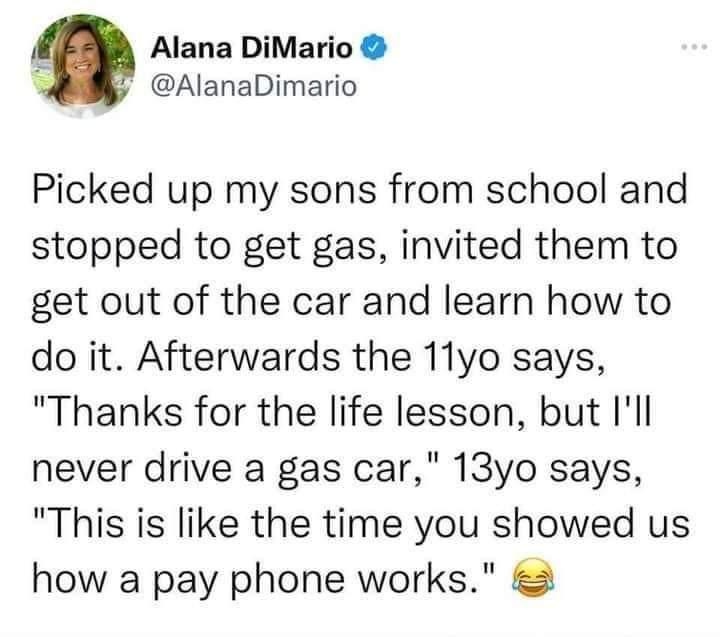 Alana DiMario
@AlanaDimario
Picked up my sons from school and
stopped to get gas, invited them to
get out of the car and learn how to
do it. Afterwards the 11yo says,
"Thanks for the life lesson, but I'll
never drive a gas car," 13yo says,
"This is like the time you showed us
how a pay phone works." 😂